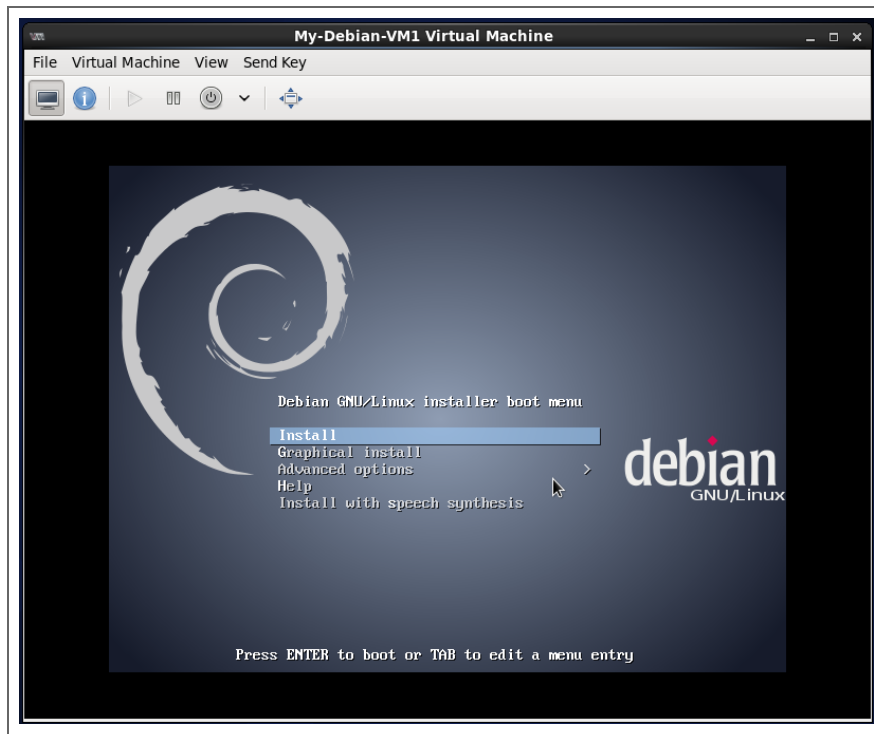 My-Debian-VM1 Virtual Machine
File Virtual Machine View Send Key
Debian GNU/Linux installer boot menu
Install
Graphical install
Advanced options >
Help
Install with speech synthesis
debian
GNU/Linux
Press ENTER to boot or TAB to edit a menu entry